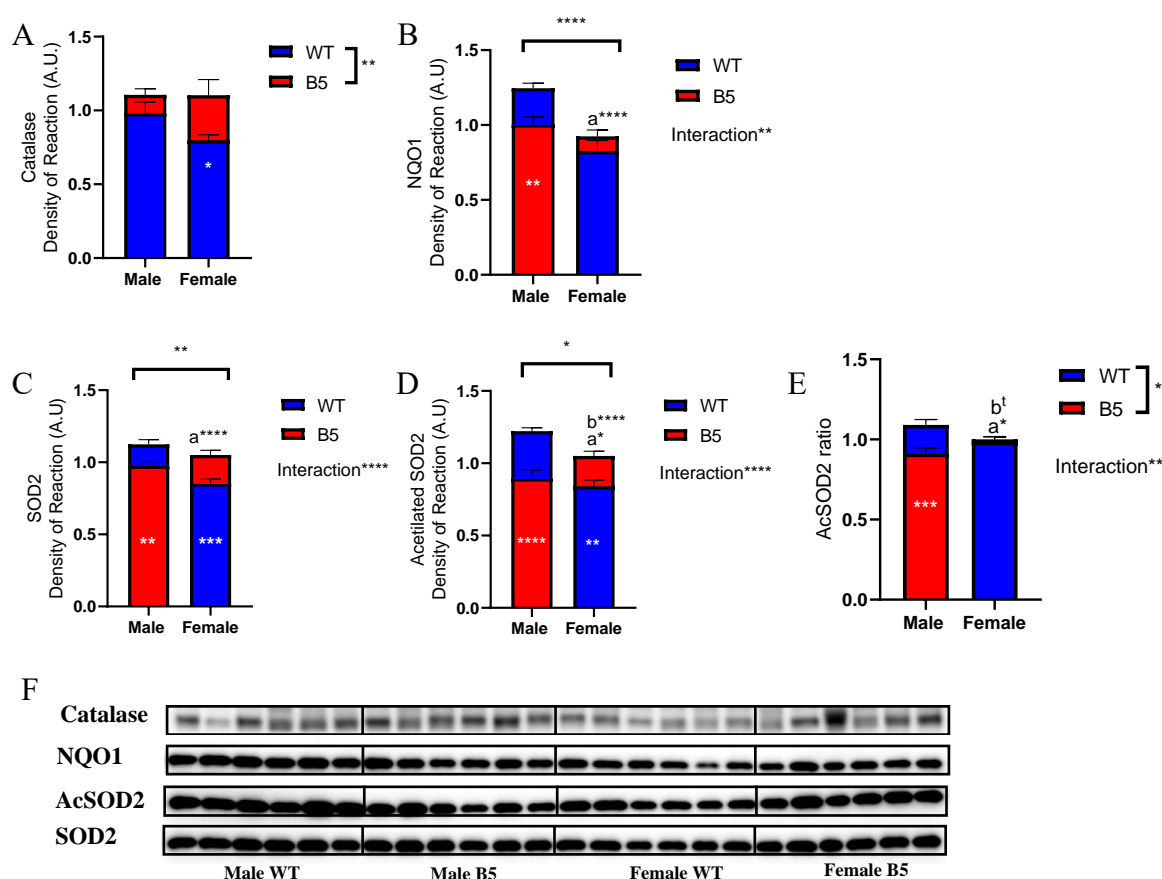 A
Catalase
Density of Reaction (A.U.)
1.5
1.0
0.5
0.0
*
Male Female
WT
B5
**
B
NQO1
Density of Reaction (A.U)
1.5
1.0
0.5
0.0
****
a****
**
Male Female
WT
B5
Interaction**
C
SOD2
Density of Reaction (A.U)
1.5
1.0
0.5
0.0
**
a****
** ***
Male Female
WT
B5
Interaction****
D
Acetilated SOD2
Density of Reaction (A.U)
1.5
1.0
0.5
0.0
*
b****
a*
**** **
Male Female
WT
B5
Interaction****
E
AcSOD2 ratio
1.5
1.0
0.5
0.0
bt
a*
***
Male Female
WT
B5
*
Interaction**
F
Catalase
NQO1
AcSOD2
SOD2
Male WT Male B5 Female WT Female B5